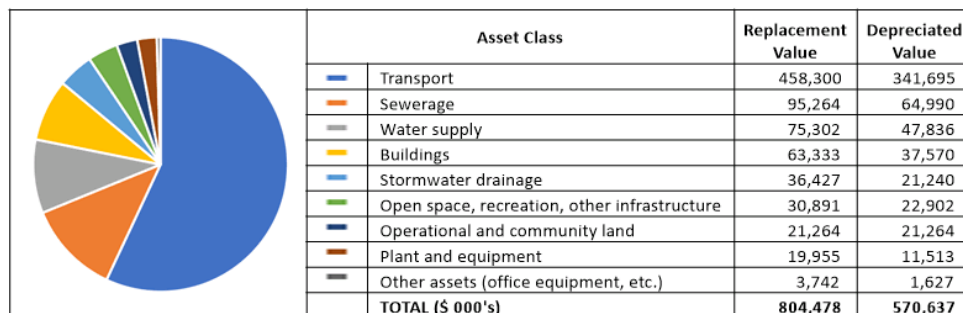 Asset Class Replacement Value Depreciated Value
Transport 458,300 341,695
Sewerage 95,264 64,990
Water supply 75,302 47,836
Buildings 63,333 37,570
Stormwater drainage 36,427 21,240
Open space, recreation, other infrastructure 30,891 22,902
Operational and community land 21,264 21,264
Plant and equipment 19,955 11,513
Other assets (office equipment, etc.) 3,742 1,627
TOTAL ($ 000's) 804,478 570,637